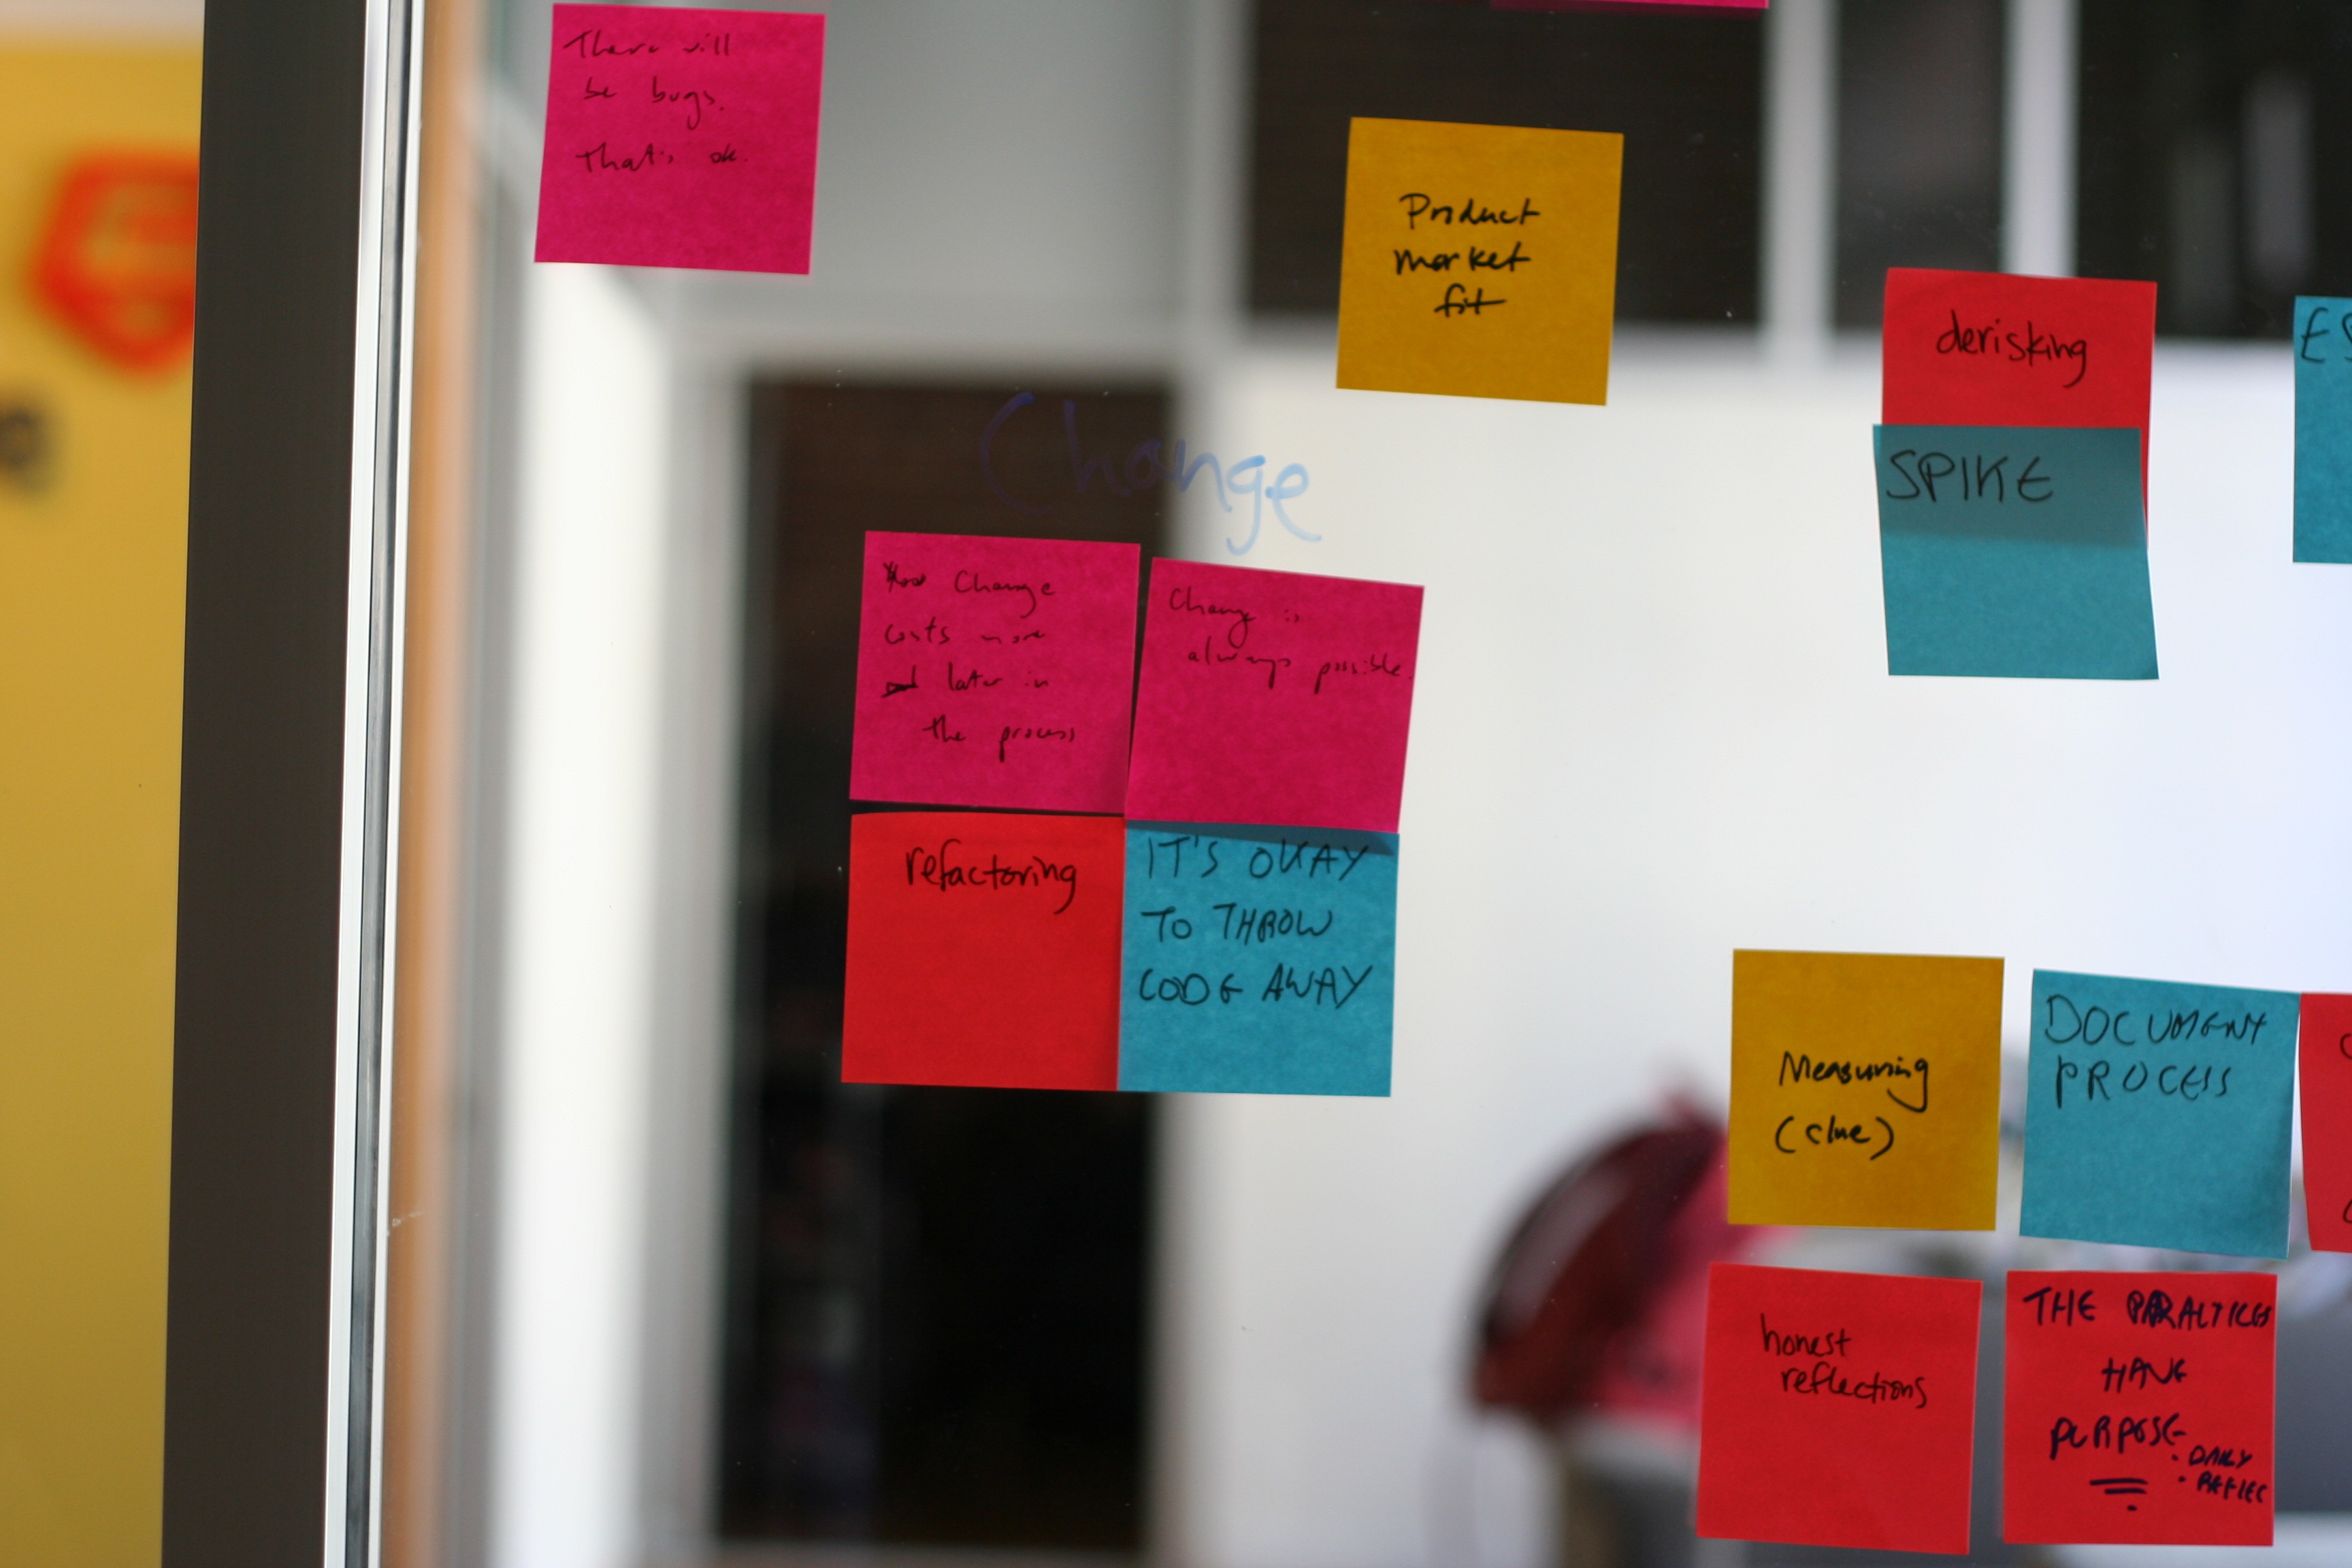 There will
be bugs.
That's ok.
Product
market
fit
derisking
SPIKE
ES
Change
Change
costs more
later in
the process
Change is
always possible.
refactoring
IT'S OKAY
TO THROW
CODE AWAY
Measuring
(clue)
DOCUMENT
PROCESS
honest
reflections
THE PRACTICES
HAVE
PURPOSE
· DAILY
· REFLEC